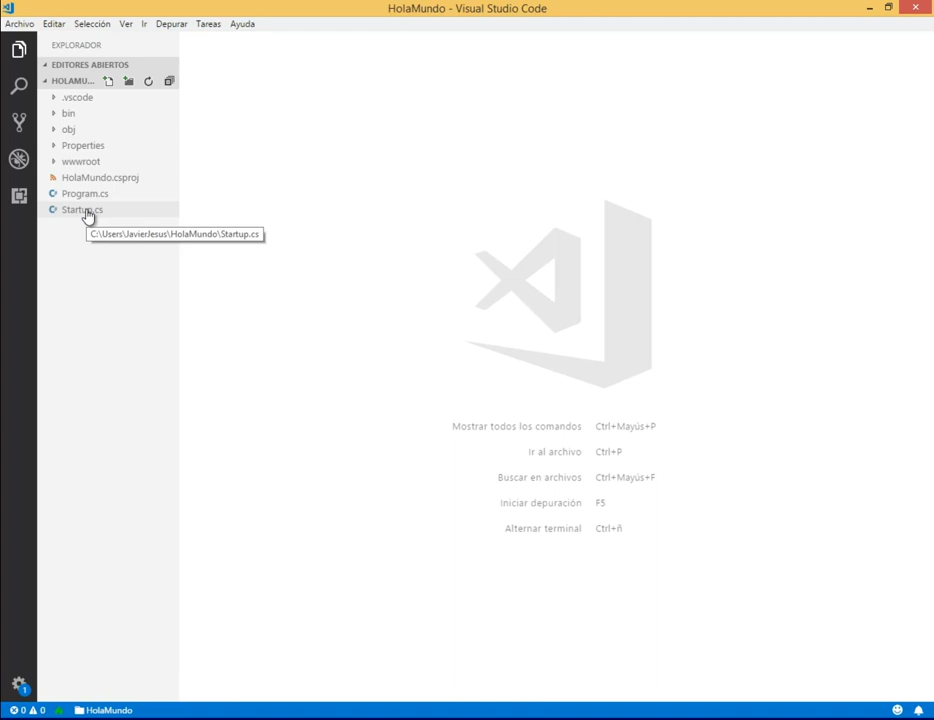 HolaMundo - Visual Studio Code
Archivo Editar Selección Ver Ir Depurar Tareas Ayuda
EXPLORADOR
EDITORES ABIERTOS
HOLAMU...
.vscode
bin
obj
Properties
wwwroot
HolaMundo.csproj
Program.cs
Startup.cs
C:\Users\JavierJesus\HolaMundo\Startup.cs
Mostrar todos los comandos Ctrl+Mayús+P
Ir al archivo Ctrl+P
Buscar en archivos Ctrl+Mayús+F
Iniciar depuración F5
Alternar terminal Ctrl+ñ
1
0 0 HolaMundo